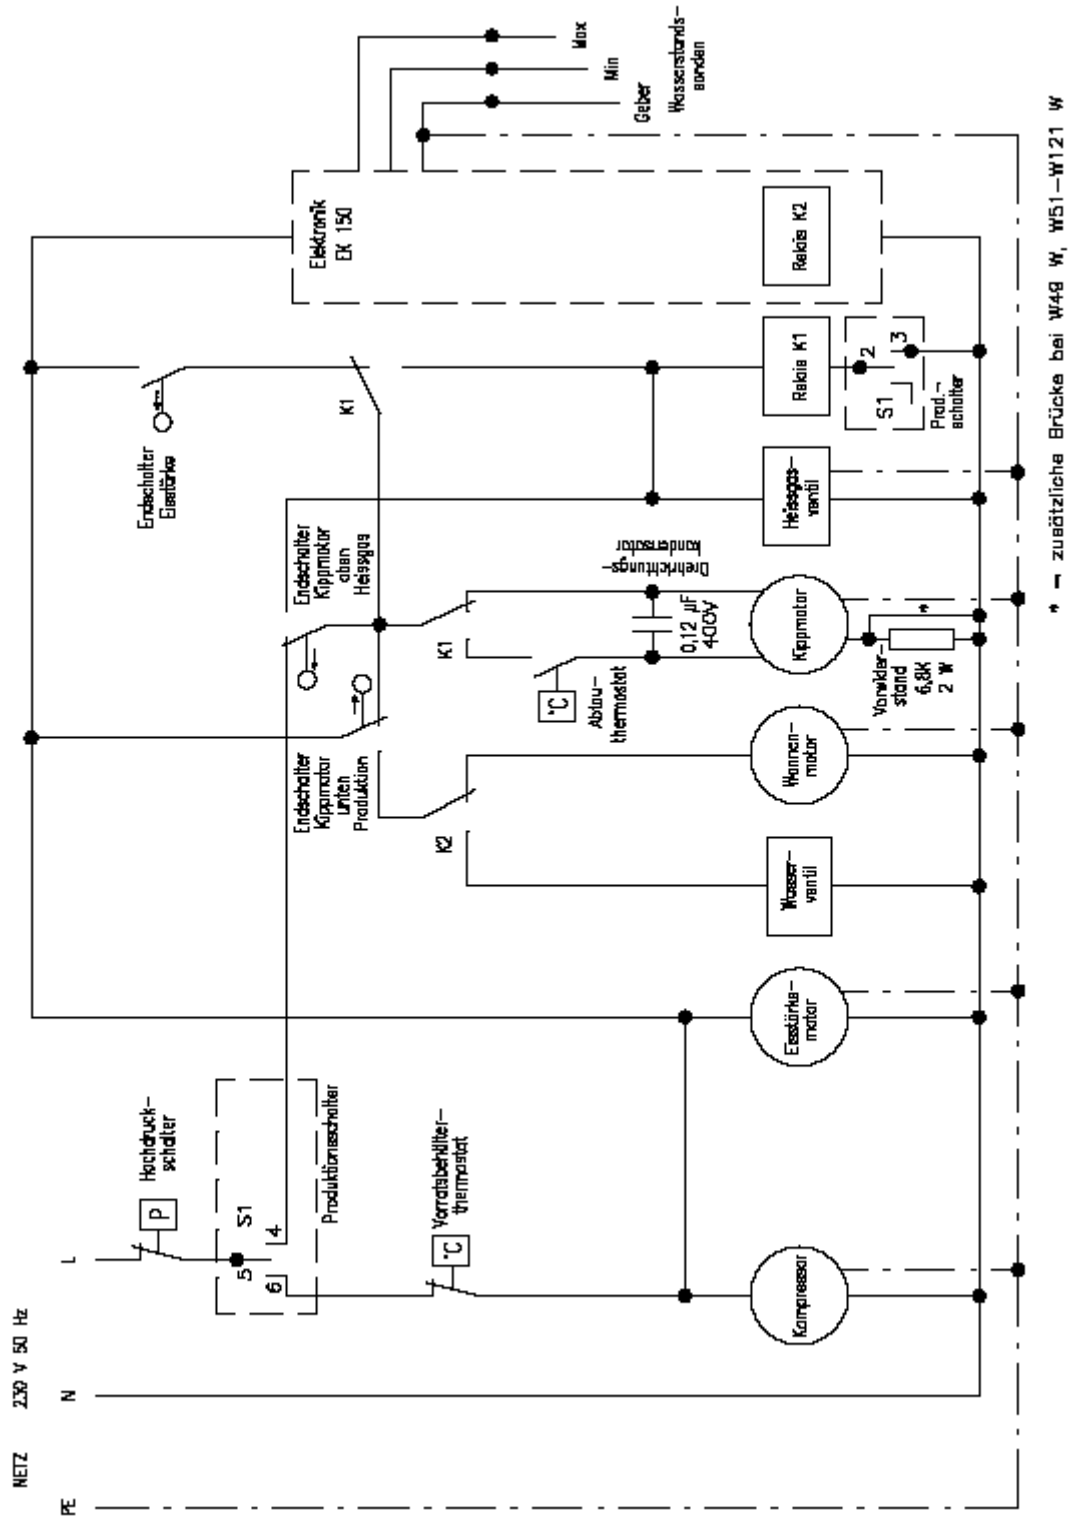 NETZ 230 V 50 Hz
PE
N
L
P
Hochdruck-
schalter
5
S1
6
4
Produktionsschalter
°C
Vorratsbehälter-
thermostat
Kompressor
Eisstärke-
motor
Wasser-
ventil
K2
Wannen-
motor
Endschalter
Kippmotor
unten
Produktion
Endschalter
Kippmotor
oben
Heissgas
K1
°C
Abtau-
thermostat
0,12 µF
400V
Drehrichtungs-
kondensator
Kippmotor
Vorwider-
stand
6,8K
2 W
*
Endschalter
Eisstärke
K1
Heissgas-
ventil
Relais K1
2
3
S1
Prod.-
schalter
Elektronik
EK 150
Relais K2
Max
Min
Geber
Wasserstands-
sonden
* = zusätzliche Brücke bei W49 W, W51-W121 W